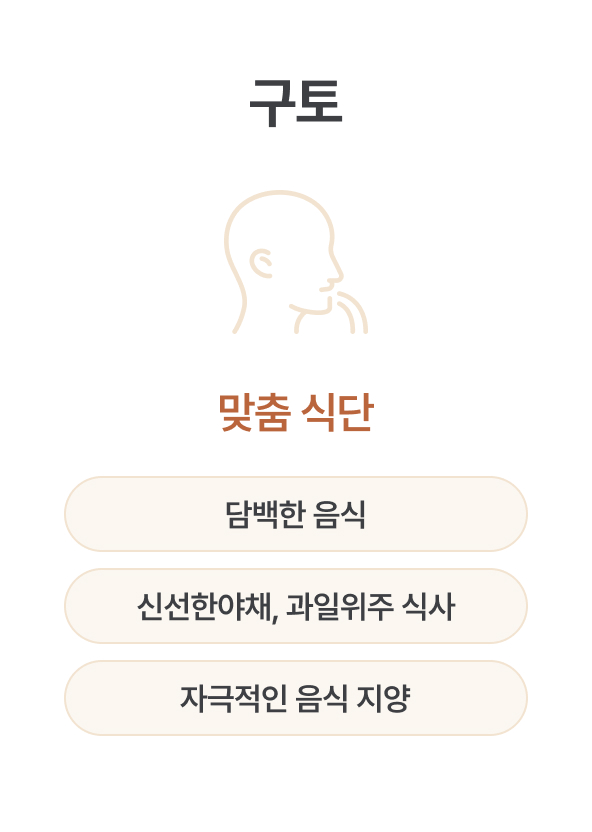 구토
맞춤 식단
담백한 음식
신선한야채, 과일위주 식사
자극적인 음식 지양